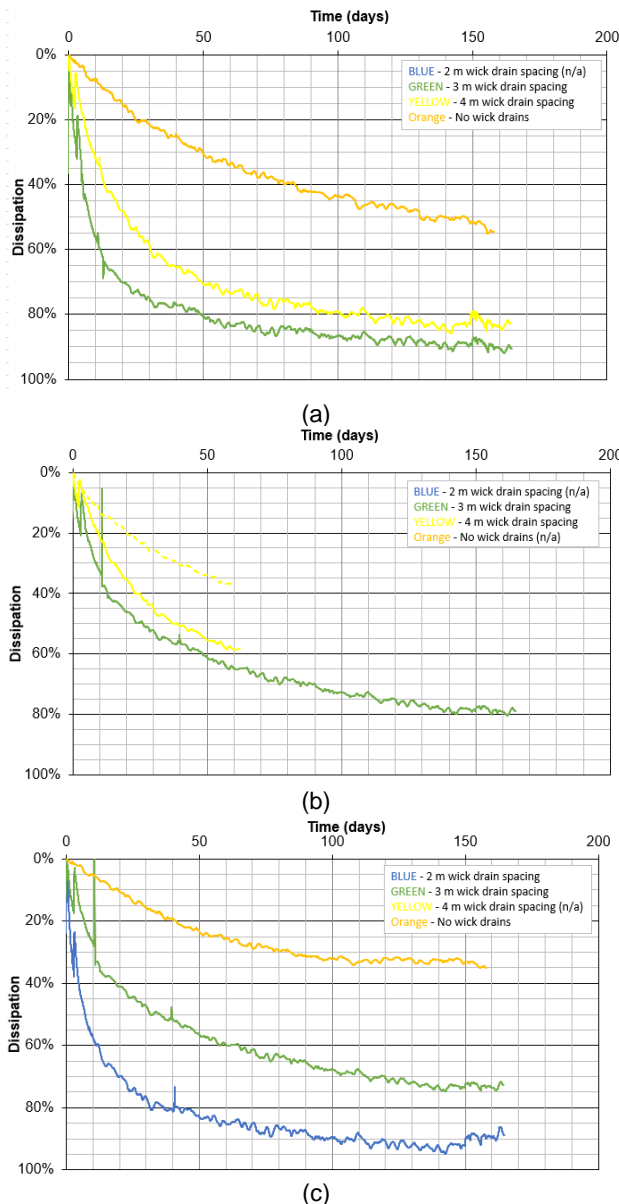 Time (days)
0 50 100 150 200
0%
20%
40%
60%
80%
100%
Dissipation
BLUE - 2 m wick drain spacing (n/a)
GREEN - 3 m wick drain spacing
YELLOW - 4 m wick drain spacing
Orange - No wick drains
(a)
Time (days)
0 50 100 150 200
0%
20%
40%
60%
80%
100%
Dissipation
BLUE - 2 m wick drain spacing (n/a)
GREEN - 3 m wick drain spacing
YELLOW - 4 m wick drain spacing
Orange - No wick drains (n/a)
(b)
Time (days)
0 50 100 150 200
0%
20%
40%
60%
80%
100%
Dissipation
BLUE - 2 m wick drain spacing
GREEN - 3 m wick drain spacing
YELLOW - 4 m wick drain spacing (n/a)
Orange - No wick drains
(c)